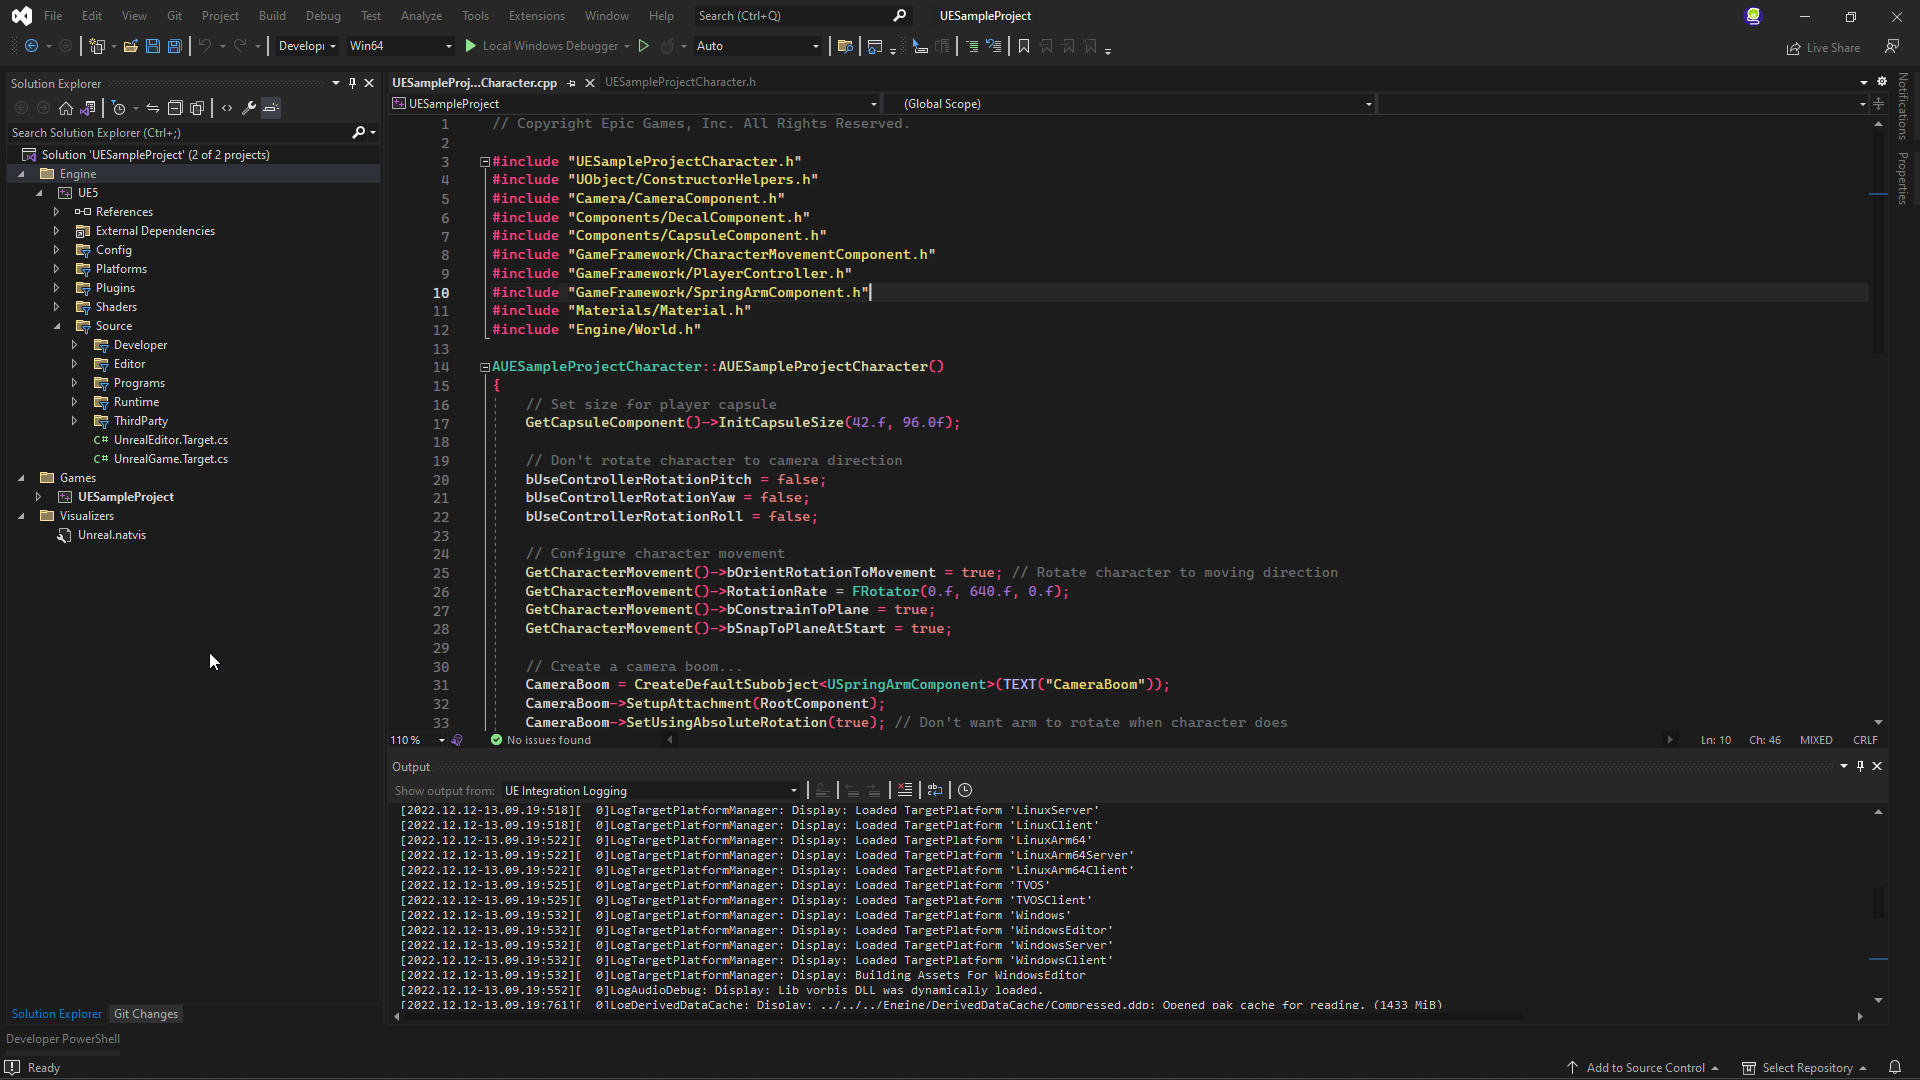 File Edit View Git Project Build Debug Test Analyze Tools Extensions Window Help Search (Ctrl+Q) UESampleProject
Developi Win64 Local Windows Debugger Auto Live Share
Solution Explorer
Search Solution Explorer (Ctrl+;)
Solution 'UESampleProject' (2 of 2 projects)
Engine
UE5
References
External Dependencies
Config
Platforms
Plugins
Shaders
Source
Developer
Editor
Programs
Runtime
ThirdParty
C# UnrealEditor.Target.cs
C# UnrealGame.Target.cs
Games
UESampleProject
Visualizers
Unreal.natvis
Solution Explorer Git Changes
UESampleProj...Character.cpp UESampleProjectCharacter.h
UESampleProject (Global Scope)
1 // Copyright Epic Games, Inc. All Rights Reserved.
2
3 #include "UESampleProjectCharacter.h"
4 #include "UObject/ConstructorHelpers.h"
5 #include "Camera/CameraComponent.h"
6 #include "Components/DecalComponent.h"
7 #include "Components/CapsuleComponent.h"
8 #include "GameFramework/CharacterMovementComponent.h"
9 #include "GameFramework/PlayerController.h"
10 #include "GameFramework/SpringArmComponent.h"
11 #include "Materials/Material.h"
12 #include "Engine/World.h"
13
14 AUESampleProjectCharacter::AUESampleProjectCharacter()
15 {
16 // Set size for player capsule
17 GetCapsuleComponent()->InitCapsuleSize(42.f, 96.0f);
18
19 // Don't rotate character to camera direction
20 bUseControllerRotationPitch = false;
21 bUseControllerRotationYaw = false;
22 bUseControllerRotationRoll = false;
23
24 // Configure character movement
25 GetCharacterMovement()->bOrientRotationToMovement = true; // Rotate character to moving direction
26 GetCharacterMovement()->RotationRate = FRotator(0.f, 640.f, 0.f);
27 GetCharacterMovement()->bConstrainToPlane = true;
28 GetCharacterMovement()->bSnapToPlaneAtStart = true;
29
30 // Create a camera boom...
31 CameraBoom = CreateDefaultSubobject<USpringArmComponent>(TEXT("CameraBoom"));
32 CameraBoom->SetupAttachment(RootComponent);
33 CameraBoom->SetUsingAbsoluteRotation(true); // Don't want arm to rotate when character does
110 % No issues found Ln: 10 Ch: 46 MIXED CRLF
Output
Show output from: UE Integration Logging
[2022.12.12-13.09.19:518][ 0]LogTargetPlatformManager: Display: Loaded TargetPlatform 'LinuxServer'
[2022.12.12-13.09.19:518][ 0]LogTargetPlatformManager: Display: Loaded TargetPlatform 'LinuxClient'
[2022.12.12-13.09.19:522][ 0]LogTargetPlatformManager: Display: Loaded TargetPlatform 'LinuxArm64'
[2022.12.12-13.09.19:522][ 0]LogTargetPlatformManager: Display: Loaded TargetPlatform 'LinuxArm64Server'
[2022.12.12-13.09.19:522][ 0]LogTargetPlatformManager: Display: Loaded TargetPlatform 'LinuxArm64Client'
[2022.12.12-13.09.19:525][ 0]LogTargetPlatformManager: Display: Loaded TargetPlatform 'TVOS'
[2022.12.12-13.09.19:525][ 0]LogTargetPlatformManager: Display: Loaded TargetPlatform 'TVOSClient'
[2022.12.12-13.09.19:532][ 0]LogTargetPlatformManager: Display: Loaded TargetPlatform 'Windows'
[2022.12.12-13.09.19:532][ 0]LogTargetPlatformManager: Display: Loaded TargetPlatform 'WindowsEditor'
[2022.12.12-13.09.19:532][ 0]LogTargetPlatformManager: Display: Loaded TargetPlatform 'WindowsServer'
[2022.12.12-13.09.19:532][ 0]LogTargetPlatformManager: Display: Loaded TargetPlatform 'WindowsClient'
[2022.12.12-13.09.19:532][ 0]LogTargetPlatformManager: Display: Building Assets For WindowsEditor
[2022.12.12-13.09.19:552][ 0]LogAudioDebug: Display: Lib vorbis DLL was dynamically loaded.
[2022.12.12-13.09.19:761][ 0]LogDerivedDataCache: Display: ../../../Engine/DerivedDataCache/Compressed.ddp: Opened pak cache for reading. (1433 MiB)
Notifications
Properties
Developer PowerShell
Ready Add to Source Control Select Repository